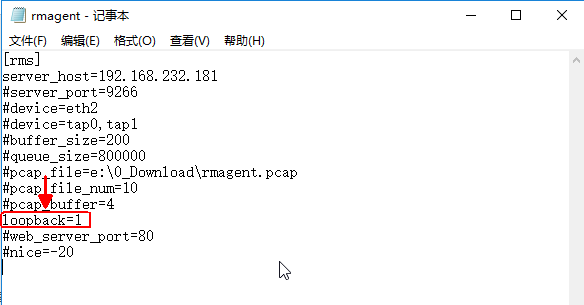 rmagent - 记事本
文件(F) 编辑(E) 格式(O) 查看(V) 帮助(H)
[rms]
server_host=192.168.232.181
#server_port=9266
#device=eth2
#device=tap0,tap1
#buffer_size=200
#queue_size=800000
#pcap_file=e:\0_Download\rmagent.pcap
#pcap_file_num=10
#pcap_buffer=4
loopback=1
#web_server_port=80
#nice=-20